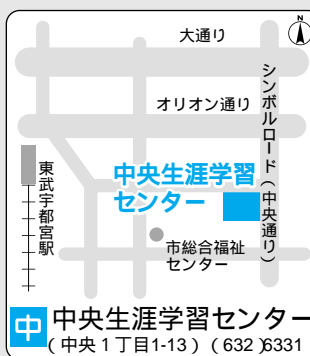 N
大通り
オリオン通り
シンボルロード(中央通り)
東武宇都宮駅
中央生涯学習
センター
市総合福祉
センター
中 中央生涯学習センター
(中央1丁目1-13)(632)6331